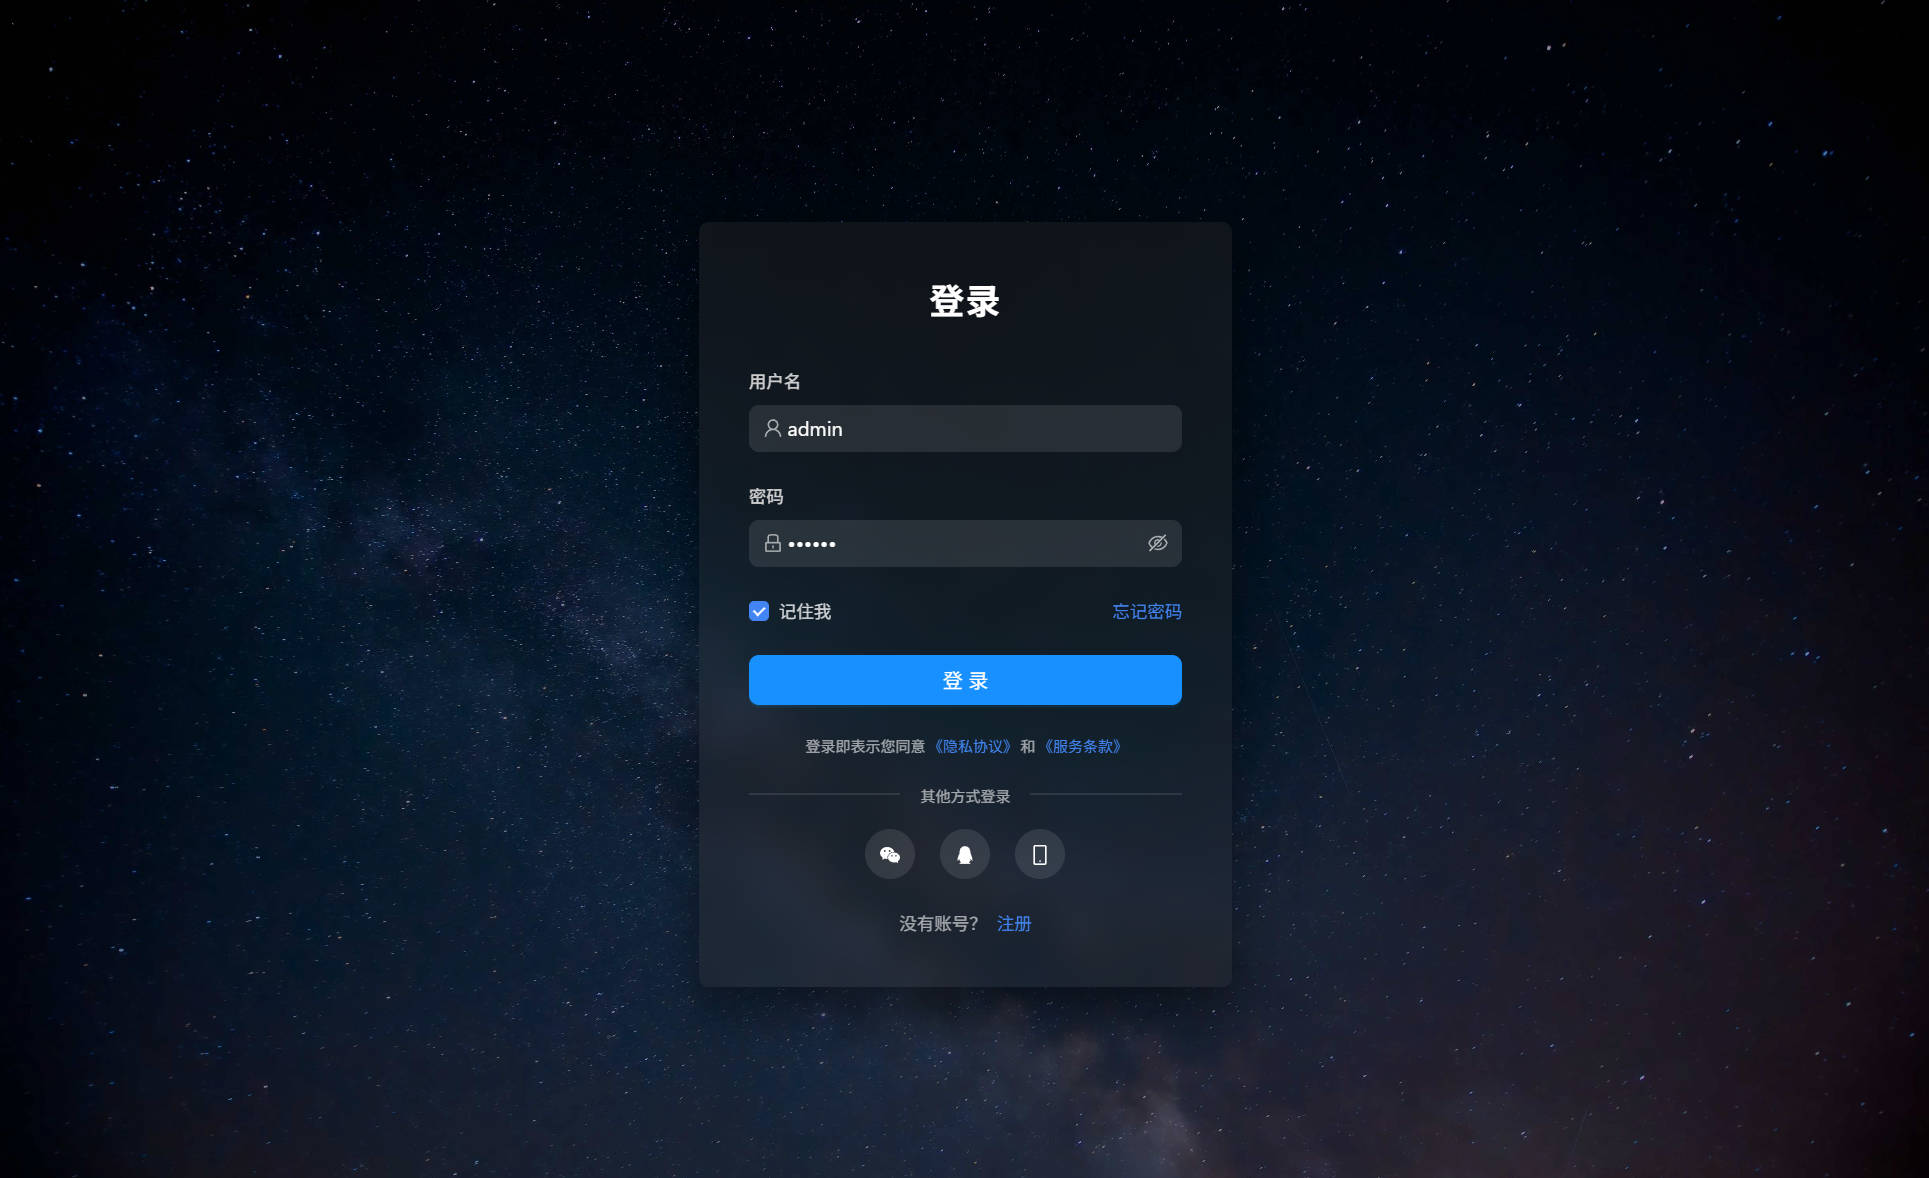 登录
用户名
admin
密码
••••••
记住我 忘记密码
登 录
登录即表示您同意《隐私协议》和《服务条款》
其他方式登录
没有账号? 注册